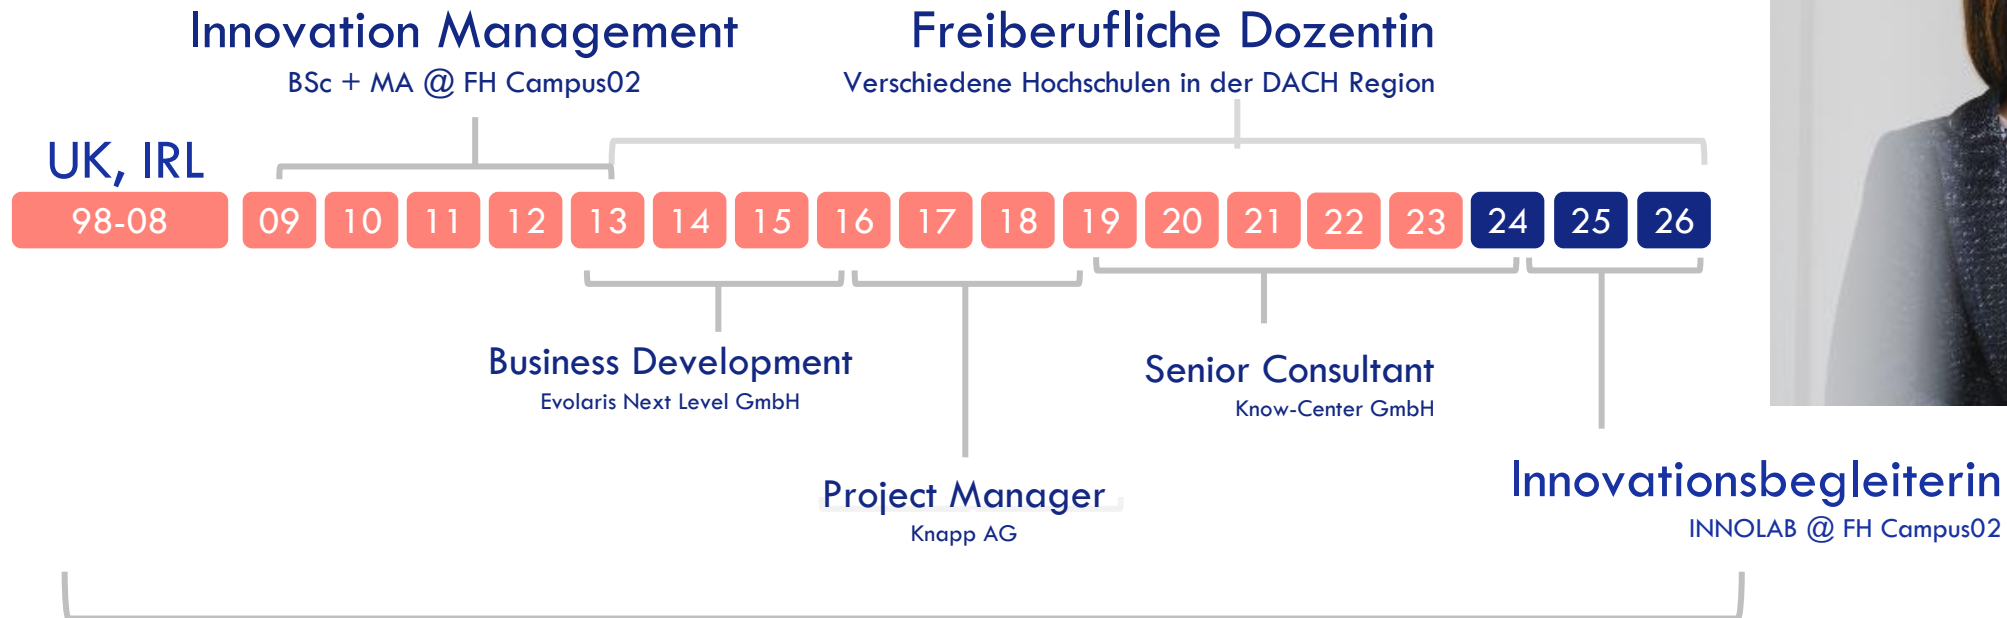 Innovation Management
BSc + MA @ FH Campus02
Freiberufliche Dozentin
Verschiedene Hochschulen in der DACH Region
UK, IRL
98-08 09 10 11 12 13 14 15 16 17 18 19 20 21 22 23 24 25 26
Business Development
Evolaris Next Level GmbH
Senior Consultant
Know-Center GmbH
Project Manager
Knapp AG
Innovationsbegleiterin
INNOLAB @ FH Campus02